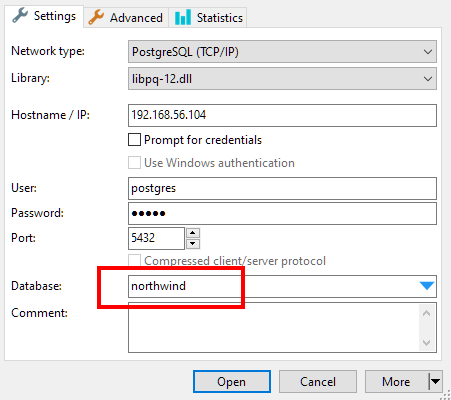 Settings Advanced Statistics
Network type: PostgreSQL (TCP/IP)
Library: libpq-12.dll
Hostname / IP: 192.168.56.104
Prompt for credentials
Use Windows authentication
User: postgres
Password: ●●●●●
Port: 5432
Compressed client/server protocol
Database: northwind
Comment:
Open Cancel More